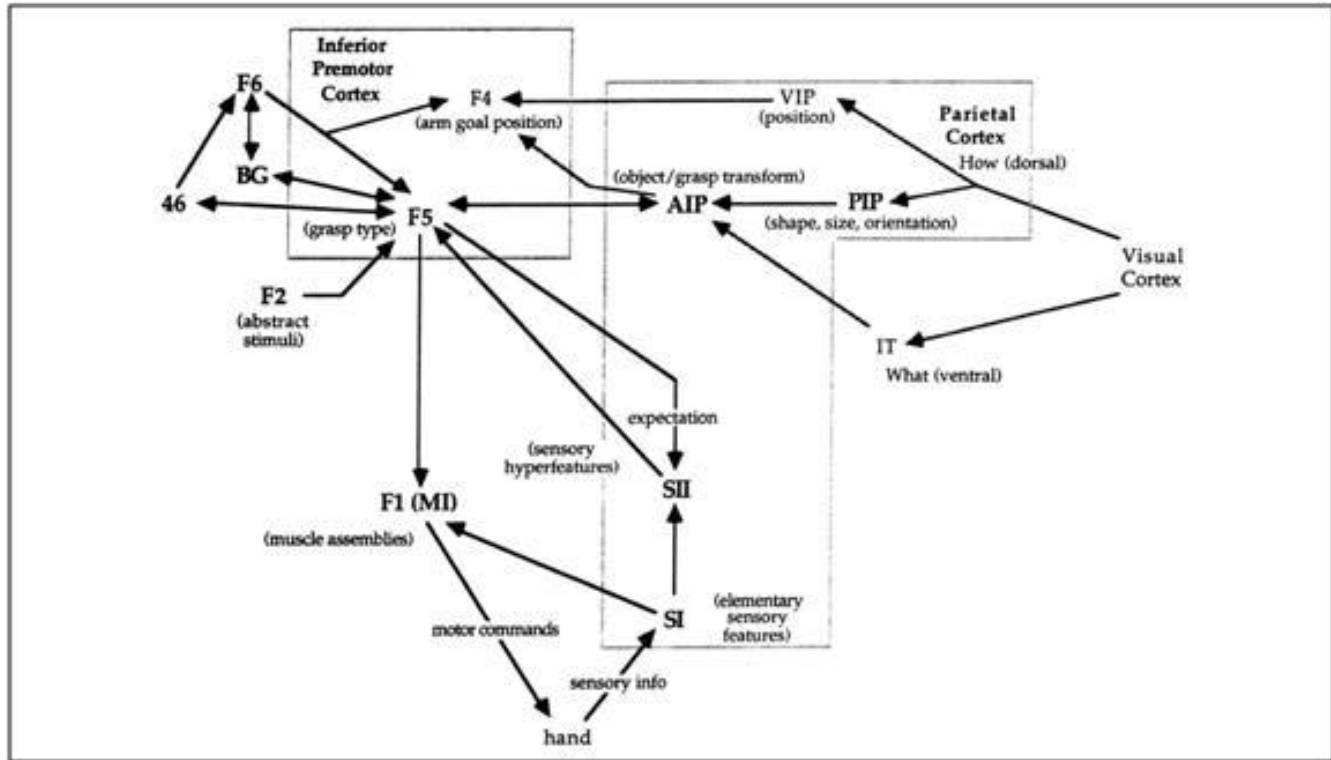 Inferior
Premotor
Cortex
F6
F4
(arm goal position)
VIP
(position)
Parietal
Cortex
How (dorsal)
BG
46
(object/grasp transform)
AIP
PIP
(shape, size, orientation)
F5
(grasp type)
Visual
Cortex
F2
(abstract
stimuli)
IT
What (ventral)
expectation
(sensory
hyperfeatures)
SII
F1 (MI)
(muscle assemblies)
SI
(elementary
sensory
features)
motor commands
sensory info
hand